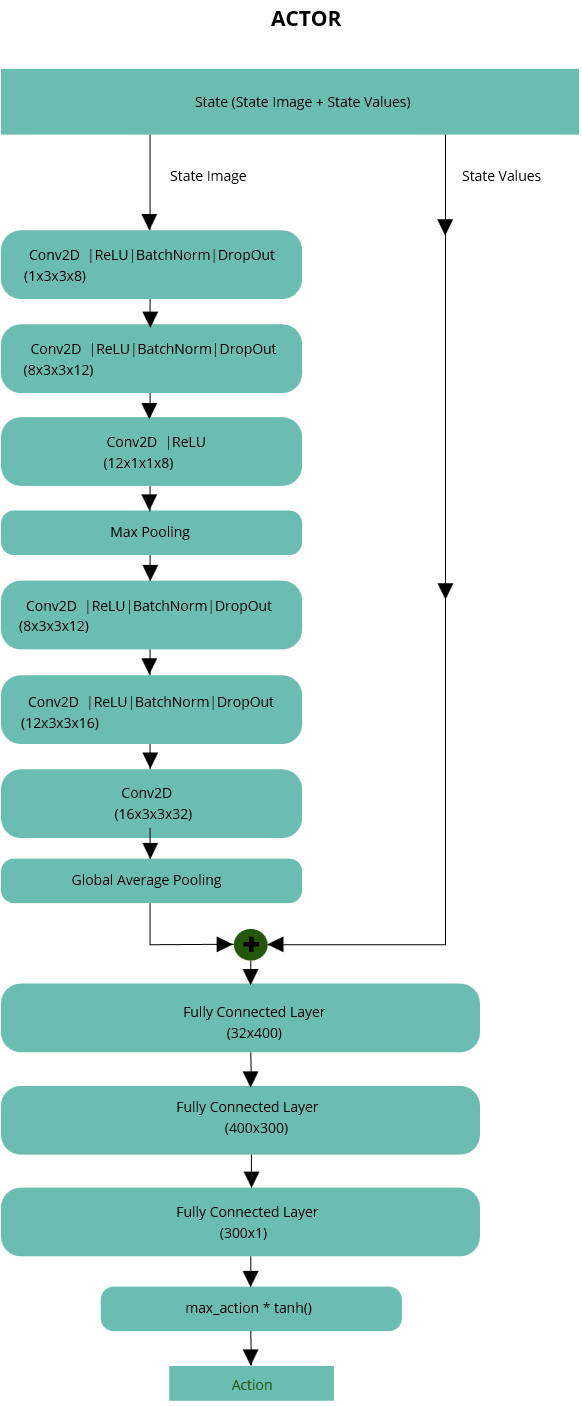 ACTOR
State (State Image + State Values)
State Image
State Values
Conv2D |ReLU|BatchNorm|DropOut
(1x3x3x8)
Conv2D |ReLU|BatchNorm|DropOut
(8x3x3x12)
Conv2D |ReLU
(12x1x1x8)
Max Pooling
Conv2D |ReLU|BatchNorm|DropOut
(8x3x3x12)
Conv2D |ReLU|BatchNorm|DropOut
(12x3x3x16)
Conv2D
(16x3x3x32)
Global Average Pooling
Fully Connected Layer
(32x400)
Fully Connected Layer
(400x300)
Fully Connected Layer
(300x1)
max_action * tanh()
Action